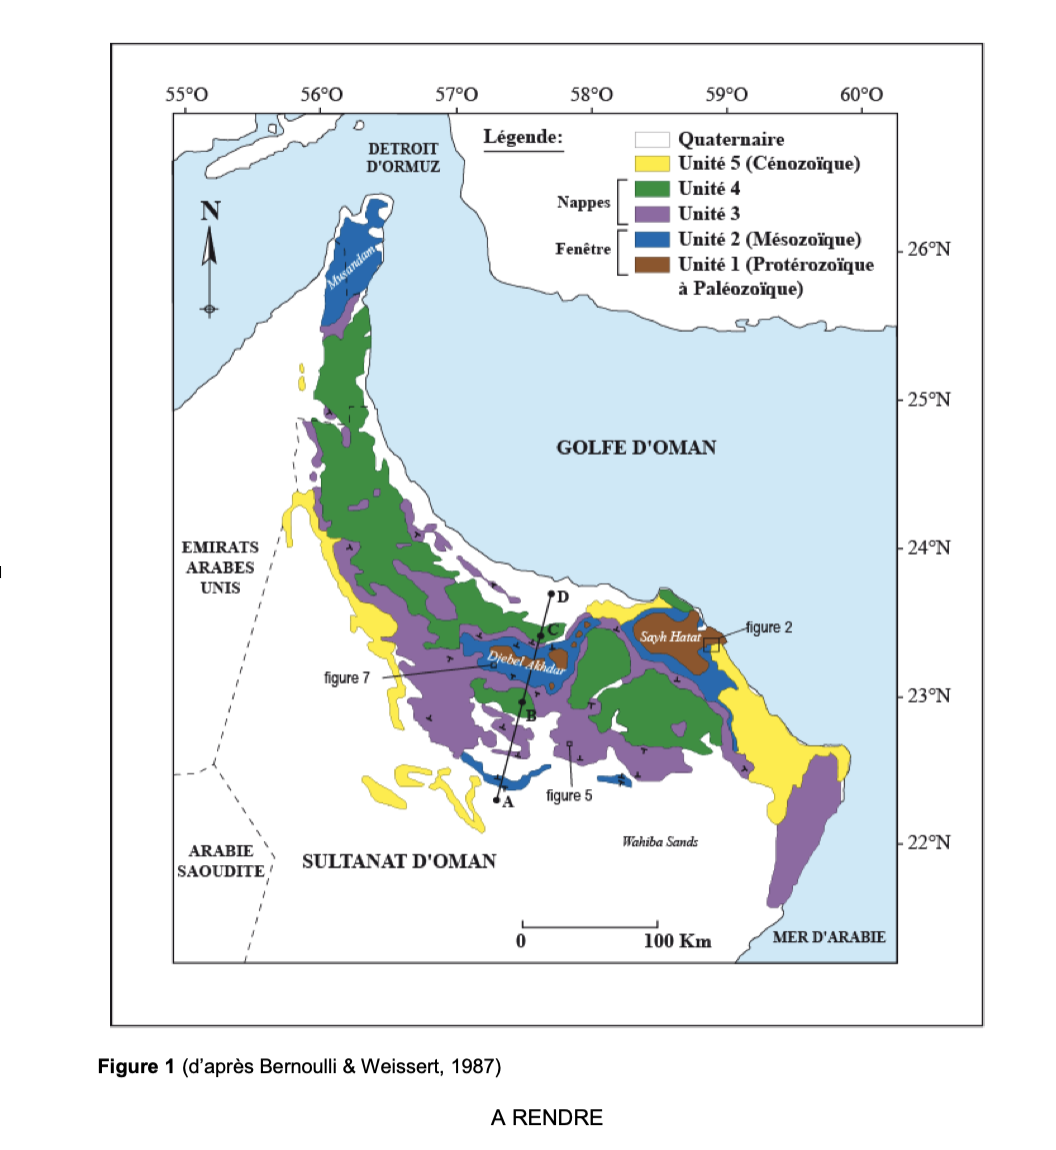 55°O 56°O 57°O 58°O 59°O 60°O
DETROIT
D'ORMUZ
Légende:
Quaternaire
Unité 5 (Cénozoïque)
Nappes
Unité 4
Unité 3
Fenêtre
Unité 2 (Mésozoïque)
Unité 1 (Protérozoïque
à Paléozoïque)
N
26°N
Musandam
25°N
GOLFE D'OMAN
EMIRATS
ARABES
UNIS
24°N
D
C
Sayh Hatat
figure 2
Djebel Akhdar
figure 7
23°N
B
A
figure 5
Wahiba Sands
22°N
ARABIE
SAOUDITE
SULTANAT D'OMAN
0 100 Km
MER D'ARABIE
Figure 1 (d'après Bernoulli & Weissert, 1987)
A RENDRE